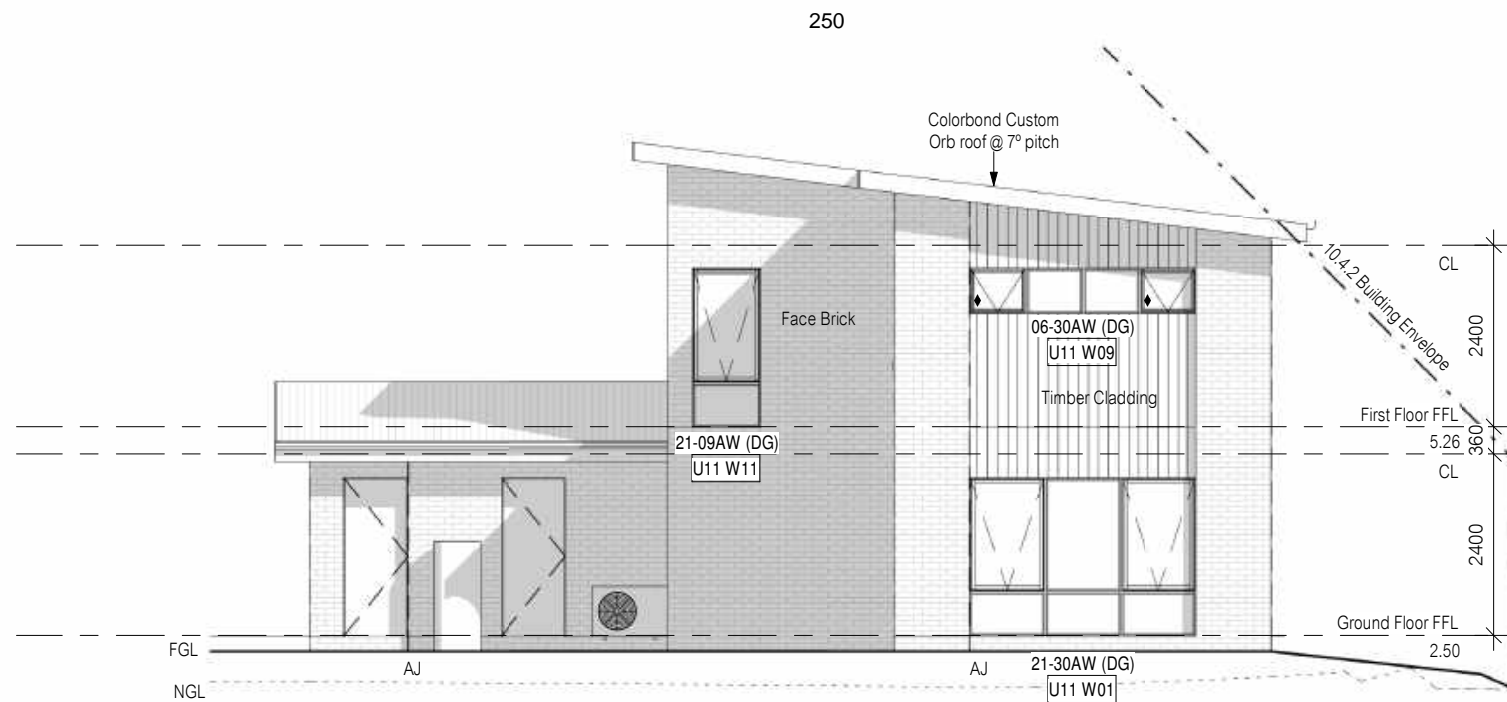 250
Colorbond Custom
Orb roof @ 7º pitch
10.4.2 Building Envelope
CL
2400
Face Brick
06-30AW (DG)
U11 W09
Timber Cladding
First Floor FFL
5.26
360
21-09AW (DG)
U11 W11
CL
2400
Ground Floor FFL
2.50
FGL
AJ
AJ
21-30AW (DG)
U11 W01
NGL